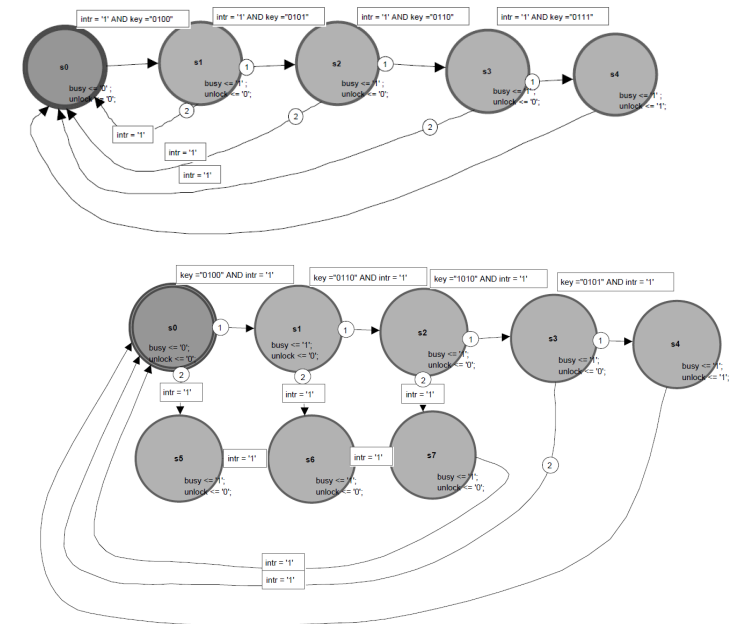 intr = '1' AND key ="0100"
intr = '1' AND key ="0101"
intr = '1' AND key ="0110"
intr = '1' AND key ="0111"
s0
busy <= '0' ;
unlock <= '0';
s1
busy <= '1' ;
unlock <= '0';
s2
busy <= '1' ;
unlock <= '0';
s3
busy <= '1' ;
unlock <= '0';
s4
busy <= '1' ;
unlock <= '1';
1
1
1
2
2
2
intr = '1'
intr = '1'
intr = '1'
key ="0100" AND intr = '1'
key ="0110" AND intr = '1'
key ="1010" AND intr = '1'
key ="0101" AND intr = '1'
s0
busy <= '0';
unlock <= '0';
s1
busy <= '1';
unlock <= '0';
s2
busy <= '1';
unlock <= '0';
s3
busy <= '1';
unlock <= '0';
s4
busy <= '1';
unlock <= '1';
1
1
1
1
2
2
2
intr = '1'
intr = '1'
intr = '1'
s5
busy <= '1';
unlock <= '0';
intr = '1'
s6
busy <= '1';
unlock <= '0';
intr = '1'
s7
busy <= '1';
unlock <= '0';
2
intr = '1'
intr = '1'